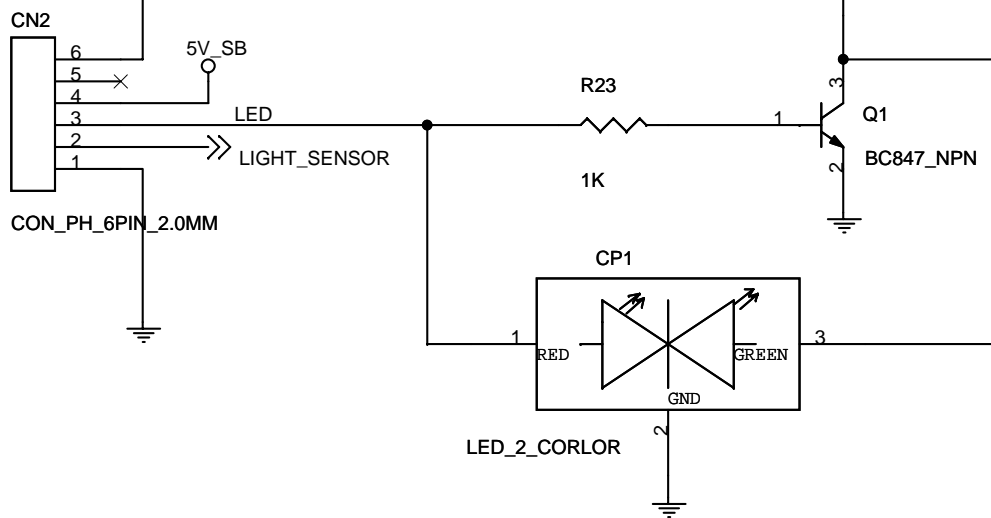 CN2
6
5
4
3
2
1
5V_SB
LED
LIGHT_SENSOR
CON_PH_6PIN_2.0MM
R23
1K
1
3
2
Q1
BC847_NPN
CP1
1
RED
GREEN
3
GND
2
LED_2_CORLOR